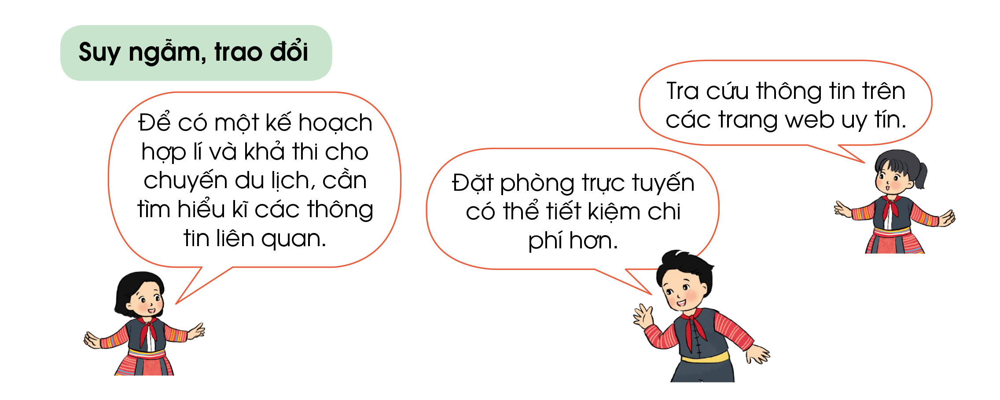 Suy ngẫm, trao đổi
Để có một kế hoạch
hợp lí và khả thi cho
chuyến du lịch, cần
tìm hiểu kĩ các thông
tin liên quan.
Đặt phòng trực tuyến
có thể tiết kiệm chi
phí hơn.
Tra cứu thông tin trên
các trang web uy tín.